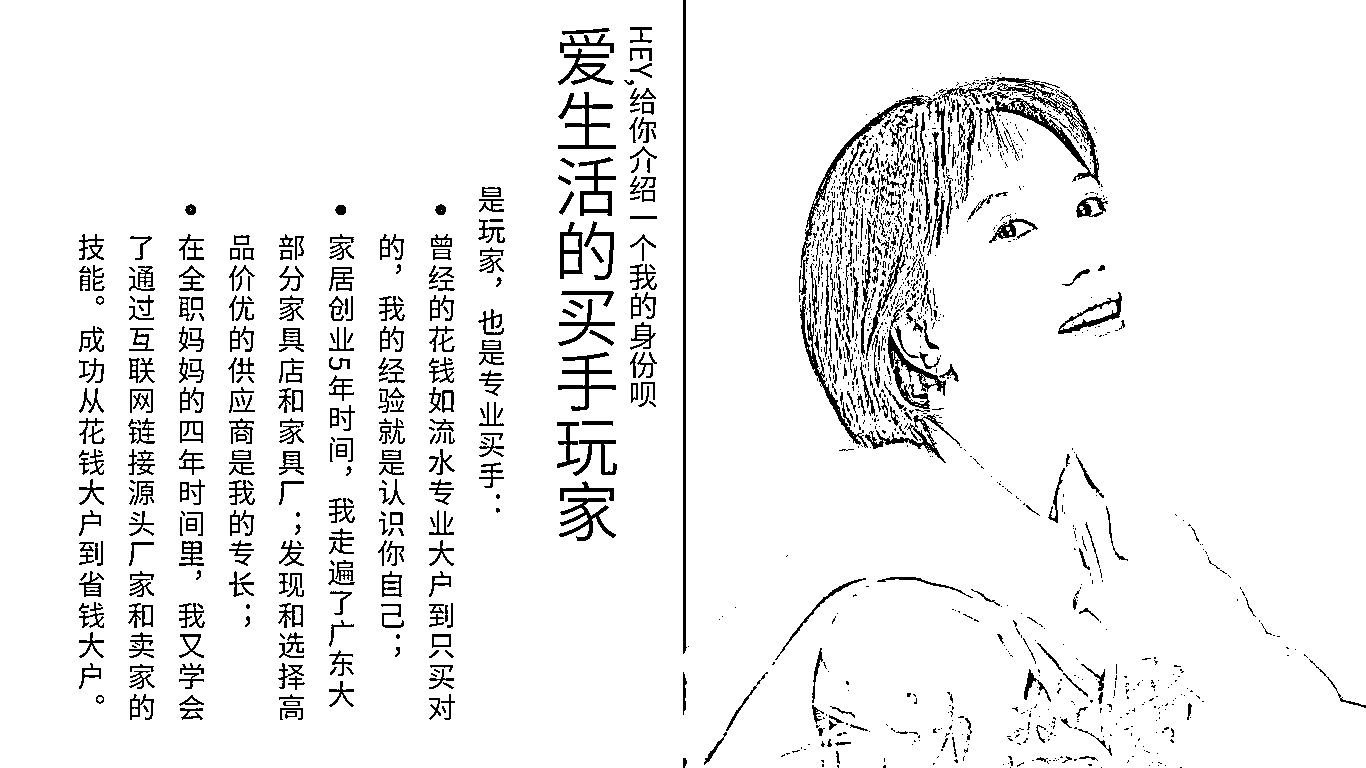 HEY,给你介绍一个我的身份呗
爱生活的买手玩家
是玩家，也是专业买手：
• 曾经的花钱如流水专业大户到只买对
的，我的经验就是认识你自己；
• 家居创业5年时间，我走遍了广东大
部分家具店和家具厂；发现和选择高
品价优的供应商是我的专长；
• 在全职妈妈的四年时间里，我又学会
了通过互联网链接源头厂家和卖家的
技能。成功从花钱大户到省钱大户。